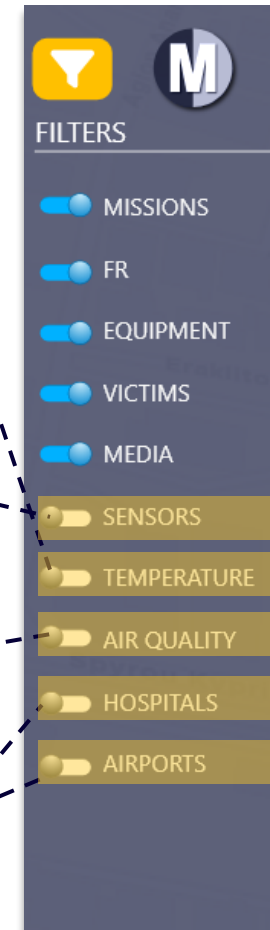 M
FILTERS
MISSIONS
FR
EQUIPMENT
VICTIMS
MEDIA
SENSORS
TEMPERATURE
AIR QUALITY
HOSPITALS
AIRPORTS